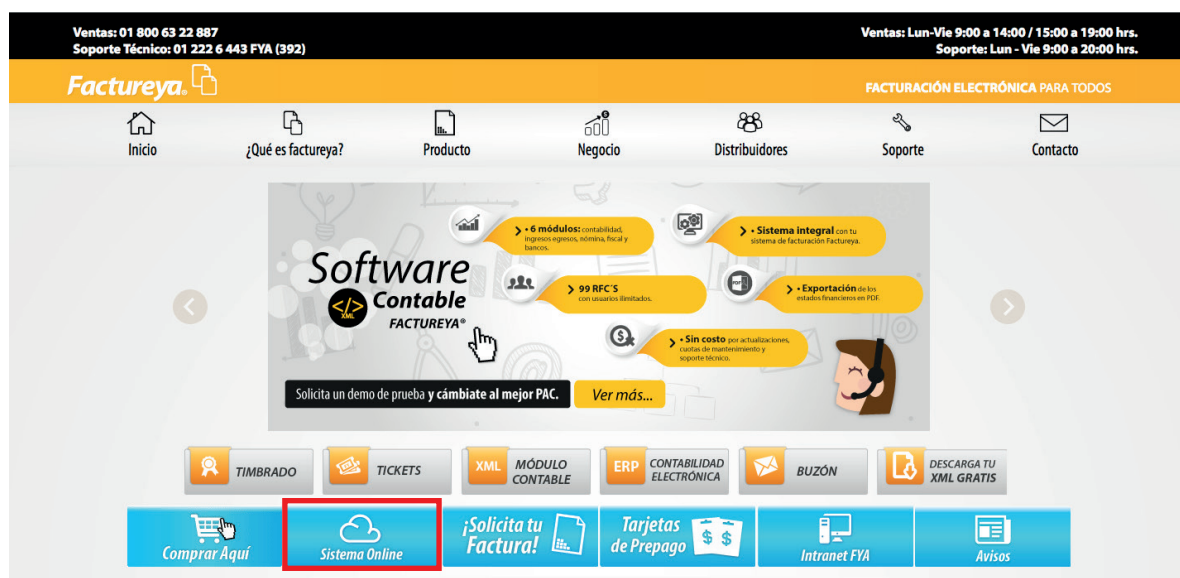 Ventas: 01 800 63 22 887
Soporte Técnico: 01 222 6 443 FYA (392)
Ventas: Lun-Vie 9:00 a 14:00 / 15:00 a 19:00 hrs.
Soporte: Lun - Vie 9:00 a 20:00 hrs.
Factureya.
FACTURACIÓN ELECTRÓNICA PARA TODOS
Inicio
¿Qué es factureya?
Producto
Negocio
Distribuidores
Soporte
Contacto
Software
Contable
FACTUREYA®
</>
XML
• 6 módulos: contabilidad,
ingresos egresos, nómina, fiscal y
bancos.
• Sistema integral con tu
sistema de facturación Factureya.
99 RFC´S
con usuarios ilimitados.
PDF
• Exportación de los
estados financieros en PDF.
• Sin costo por actualizaciones,
cuotas de mantenimiento y
soporte técnico.
Solicita un demo de prueba y cámbiate al mejor PAC.
Ver más...
TIMBRADO
TICKETS
XML
MÓDULO
CONTABLE
ERP
CONTABILIDAD
ELECTRÓNICA
BUZÓN
DESCARGA TU
XML GRATIS
Comprar Aquí
Sistema Online
¡Solicita tu
Factura!
Tarjetas
de Prepago
$ $
Intranet FYA
Avisos